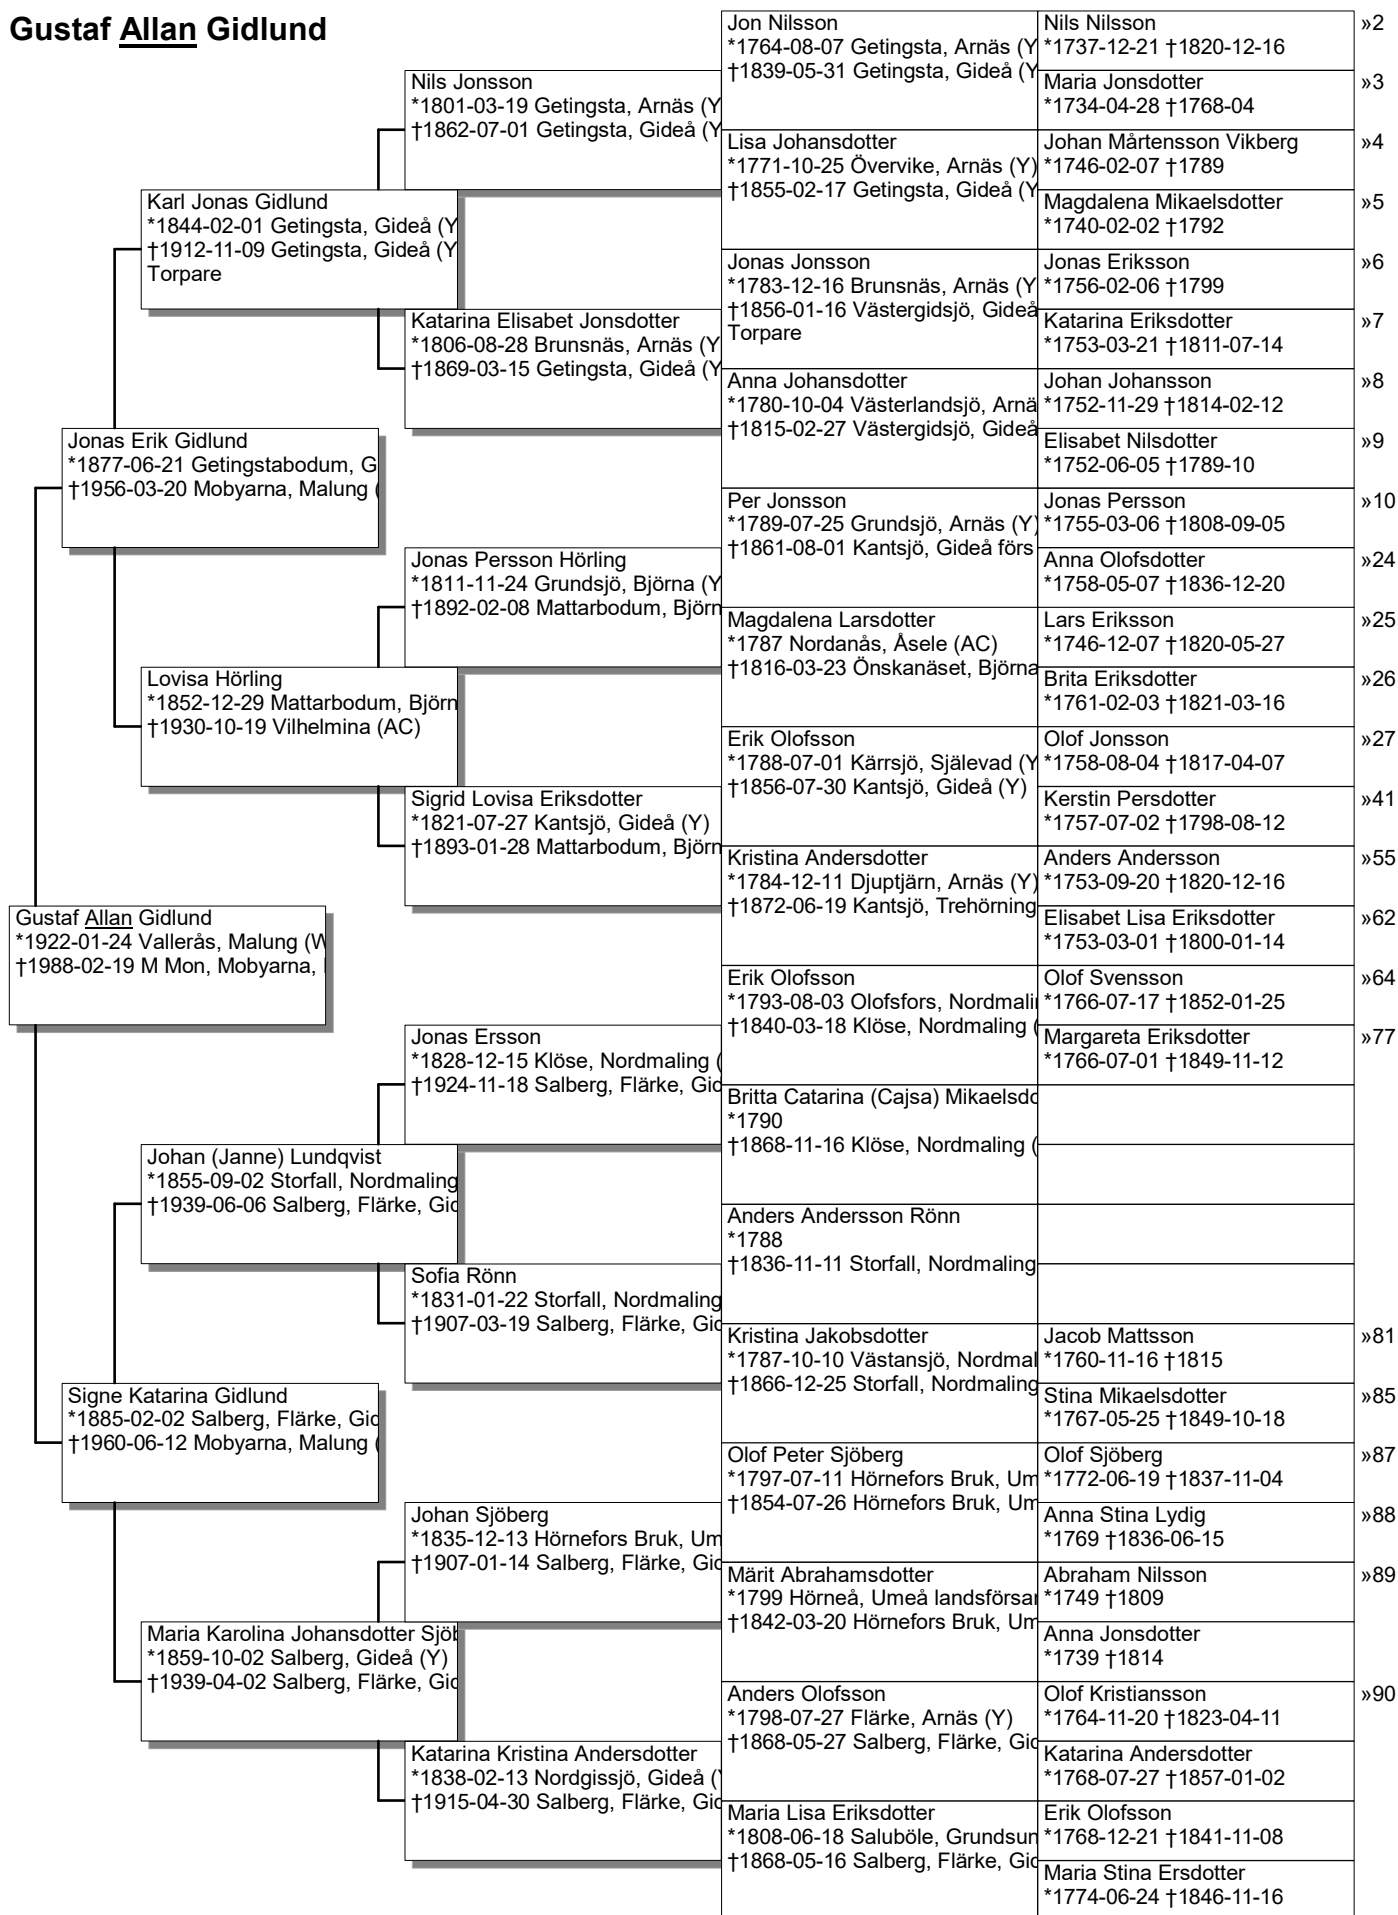 Gustaf Allan Gidlund
Gustaf Allan Gidlund
*1922-01-24 Vallerås, Malung (W
†1988-02-19 M Mon, Mobyarna,
Jonas Erik Gidlund
*1877-06-21 Getingstabodum, G
†1956-03-20 Mobyarna, Malung (
Signe Katarina Gidlund
*1885-02-02 Salberg, Flärke, Gid
†1960-06-12 Mobyarna, Malung (
Karl Jonas Gidlund
*1844-02-01 Getingsta, Gideå (Y
†1912-11-09 Getingsta, Gideå (Y
Torpare
Lovisa Hörling
*1852-12-29 Mattarbodum, Björn
†1930-10-19 Vilhelmina (AC)
Johan (Janne) Lundqvist
*1855-09-02 Storfall, Nordmaling
†1939-06-06 Salberg, Flärke, Gid
Maria Karolina Johansdotter Sjöb
*1859-10-02 Salberg, Gideå (Y)
†1939-04-02 Salberg, Flärke, Gid
Nils Jonsson
*1801-03-19 Getingsta, Arnäs (Y
†1862-07-01 Getingsta, Gideå (Y
Katarina Elisabet Jonsdotter
*1806-08-28 Brunsnäs, Arnäs (Y
†1869-03-15 Getingsta, Gideå (Y
Jonas Persson Hörling
*1811-11-24 Grundsjö, Björna (Y
†1892-02-08 Mattarbodum, Björn
Sigrid Lovisa Eriksdotter
*1821-07-27 Kantsjö, Gideå (Y)
†1893-01-28 Mattarbodum, Björn
Jonas Ersson
*1828-12-15 Klöse, Nordmaling (
†1924-11-18 Salberg, Flärke, Gid
Sofia Rönn
*1831-01-22 Storfall, Nordmaling
†1907-03-19 Salberg, Flärke, Gid
Johan Sjöberg
*1835-12-13 Hörnefors Bruk, Um
†1907-01-14 Salberg, Flärke, Gid
Katarina Kristina Andersdotter
*1838-02-13 Nordgissjö, Gideå (Y
†1915-04-30 Salberg, Flärke, Gid
Jon Nilsson
*1764-08-07 Getingsta, Arnäs (Y
†1839-05-31 Getingsta, Gideå (Y
Lisa Johansdotter
*1771-10-25 Övervike, Arnäs (Y)
†1855-02-17 Getingsta, Gideå (Y
Jonas Jonsson
*1783-12-16 Brunsnäs, Arnäs (Y
†1856-01-16 Västergidsjö, Gideå
Torpare
Anna Johansdotter
*1780-10-04 Västerlandsjö, Arnä
†1815-02-27 Västergidsjö, Gideå
Per Jonsson
*1789-07-25 Grundsjö, Arnäs (Y)
†1861-08-01 Kantsjö, Gideå förs
Magdalena Larsdotter
*1787 Nordanås, Åsele (AC)
†1816-03-23 Önskanäset, Björna
Erik Olofsson
*1788-07-01 Kärrsjö, Själevad (Y
†1856-07-30 Kantsjö, Gideå (Y)
Kristina Andersdotter
*1784-12-11 Djuptjärn, Arnäs (Y)
†1872-06-19 Kantsjö, Trehörning
Erik Olofsson
*1793-08-03 Olofsfors, Nordmalin
†1840-03-18 Klöse, Nordmaling (
Britta Catarina (Cajsa) Mikaelsdo
*1790
†1868-11-16 Klöse, Nordmaling (
Anders Andersson Rönn
*1788
†1836-11-11 Storfall, Nordmaling
Kristina Jakobsdotter
*1787-10-10 Västansjö, Nordmal
†1866-12-25 Storfall, Nordmaling
Olof Peter Sjöberg
*1797-07-11 Hörnefors Bruk, Um
†1854-07-26 Hörnefors Bruk, Um
Märit Abrahamsdotter
*1799 Hörneå, Umeå landsförsar
†1842-03-20 Hörnefors Bruk, Um
Anders Olofsson
*1798-07-27 Flärke, Arnäs (Y)
†1868-05-27 Salberg, Flärke, Gid
Maria Lisa Eriksdotter
*1808-06-18 Saluböle, Grundsun
†1868-05-16 Salberg, Flärke, Gid
Nils Nilsson »2
*1737-12-21 †1820-12-16
Maria Jonsdotter »3
*1734-04-28 †1768-04
Johan Mårtensson Vikberg »4
*1746-02-07 †1789
Magdalena Mikaelsdotter »5
*1740-02-02 †1792
Jonas Eriksson »6
*1756-02-06 †1799
Katarina Eriksdotter »7
*1753-03-21 †1811-07-14
Johan Johansson »8
*1752-11-29 †1814-02-12
Elisabet Nilsdotter »9
*1752-06-05 †1789-10
Jonas Persson »10
*1755-03-06 †1808-09-05
Anna Olofsdotter »24
*1758-05-07 †1836-12-20
Lars Eriksson »25
*1746-12-07 †1820-05-27
Brita Eriksdotter »26
*1761-02-03 †1821-03-16
Olof Jonsson »27
*1758-08-04 †1817-04-07
Kerstin Persdotter »41
*1757-07-02 †1798-08-12
Anders Andersson »55
*1753-09-20 †1820-12-16
Elisabet Lisa Eriksdotter »62
*1753-03-01 †1800-01-14
Olof Svensson »64
*1766-07-17 †1852-01-25
Margareta Eriksdotter »77
*1766-07-01 †1849-11-12
Jacob Mattsson »81
*1760-11-16 †1815
Stina Mikaelsdotter »85
*1767-05-25 †1849-10-18
Olof Sjöberg »87
*1772-06-19 †1837-11-04
Anna Stina Lydig »88
*1769 †1836-06-15
Abraham Nilsson »89
*1749 †1809
Anna Jonsdotter
*1739 †1814
Olof Kristiansson »90
*1764-11-20 †1823-04-11
Katarina Andersdotter
*1768-07-27 †1857-01-02
Erik Olofsson
*1768-12-21 †1841-11-08
Maria Stina Ersdotter
*1774-06-24 †1846-11-16